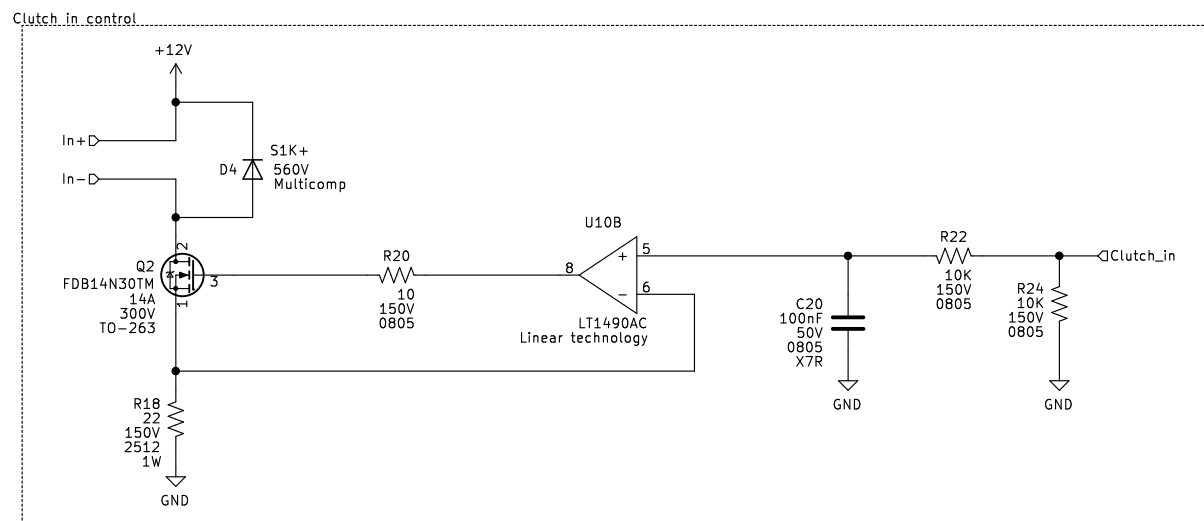 Clutch in control
+12V
In+
In-
D4
S1K+
560V
Multicomp
2
Q2
FDB14N30TM
14A
300V
TO-263
3
1
R20
10
150V
0805
U10B
8
+
5
−
6
LT1490AC
Linear technology
C20
100nF
50V
0805
X7R
GND
R22
10K
150V
0805
Clutch_in
R24
10K
150V
0805
GND
R18
22
150V
2512
1W
GND